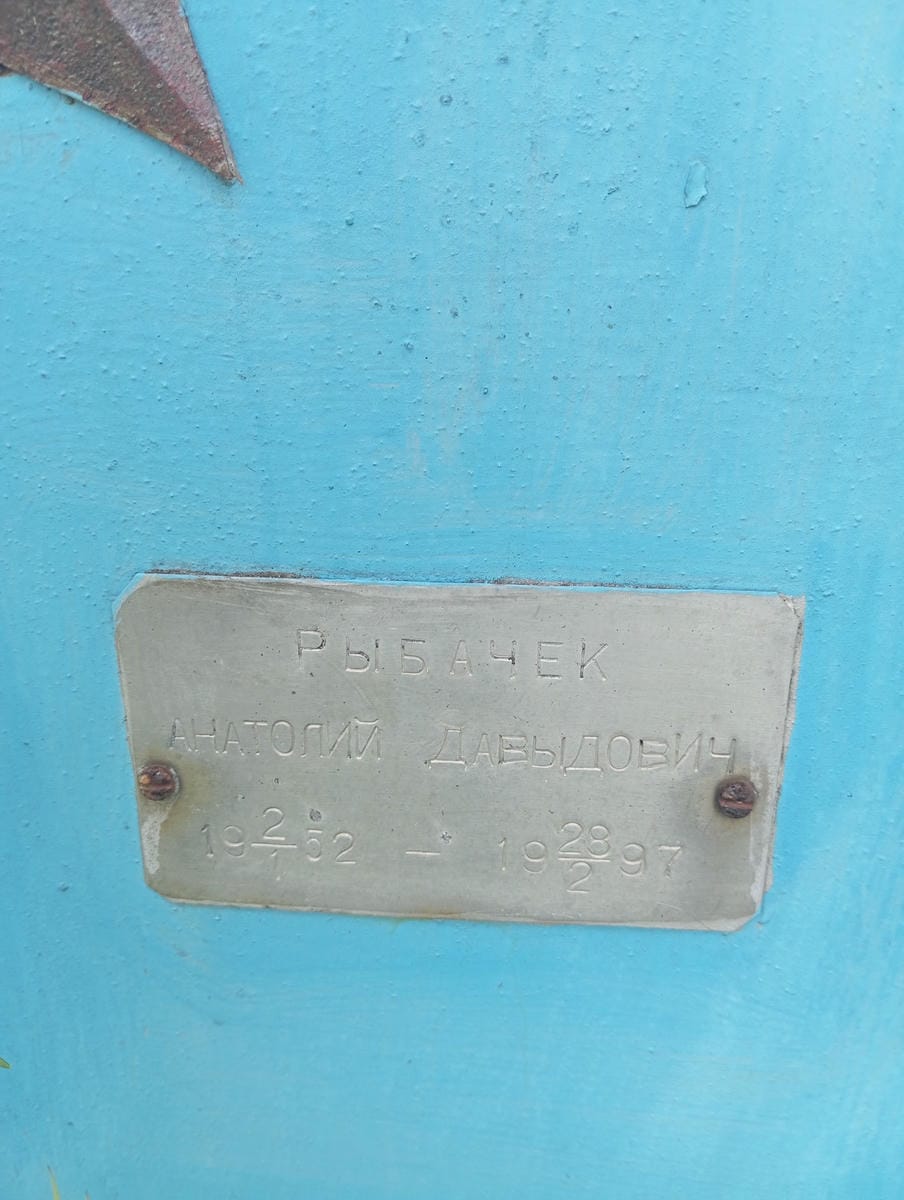 РЫБАЧЕК
АНАТОЛИЙ ДАВЫДОВИЧ
19 2/1 52 — 19 28/2 97